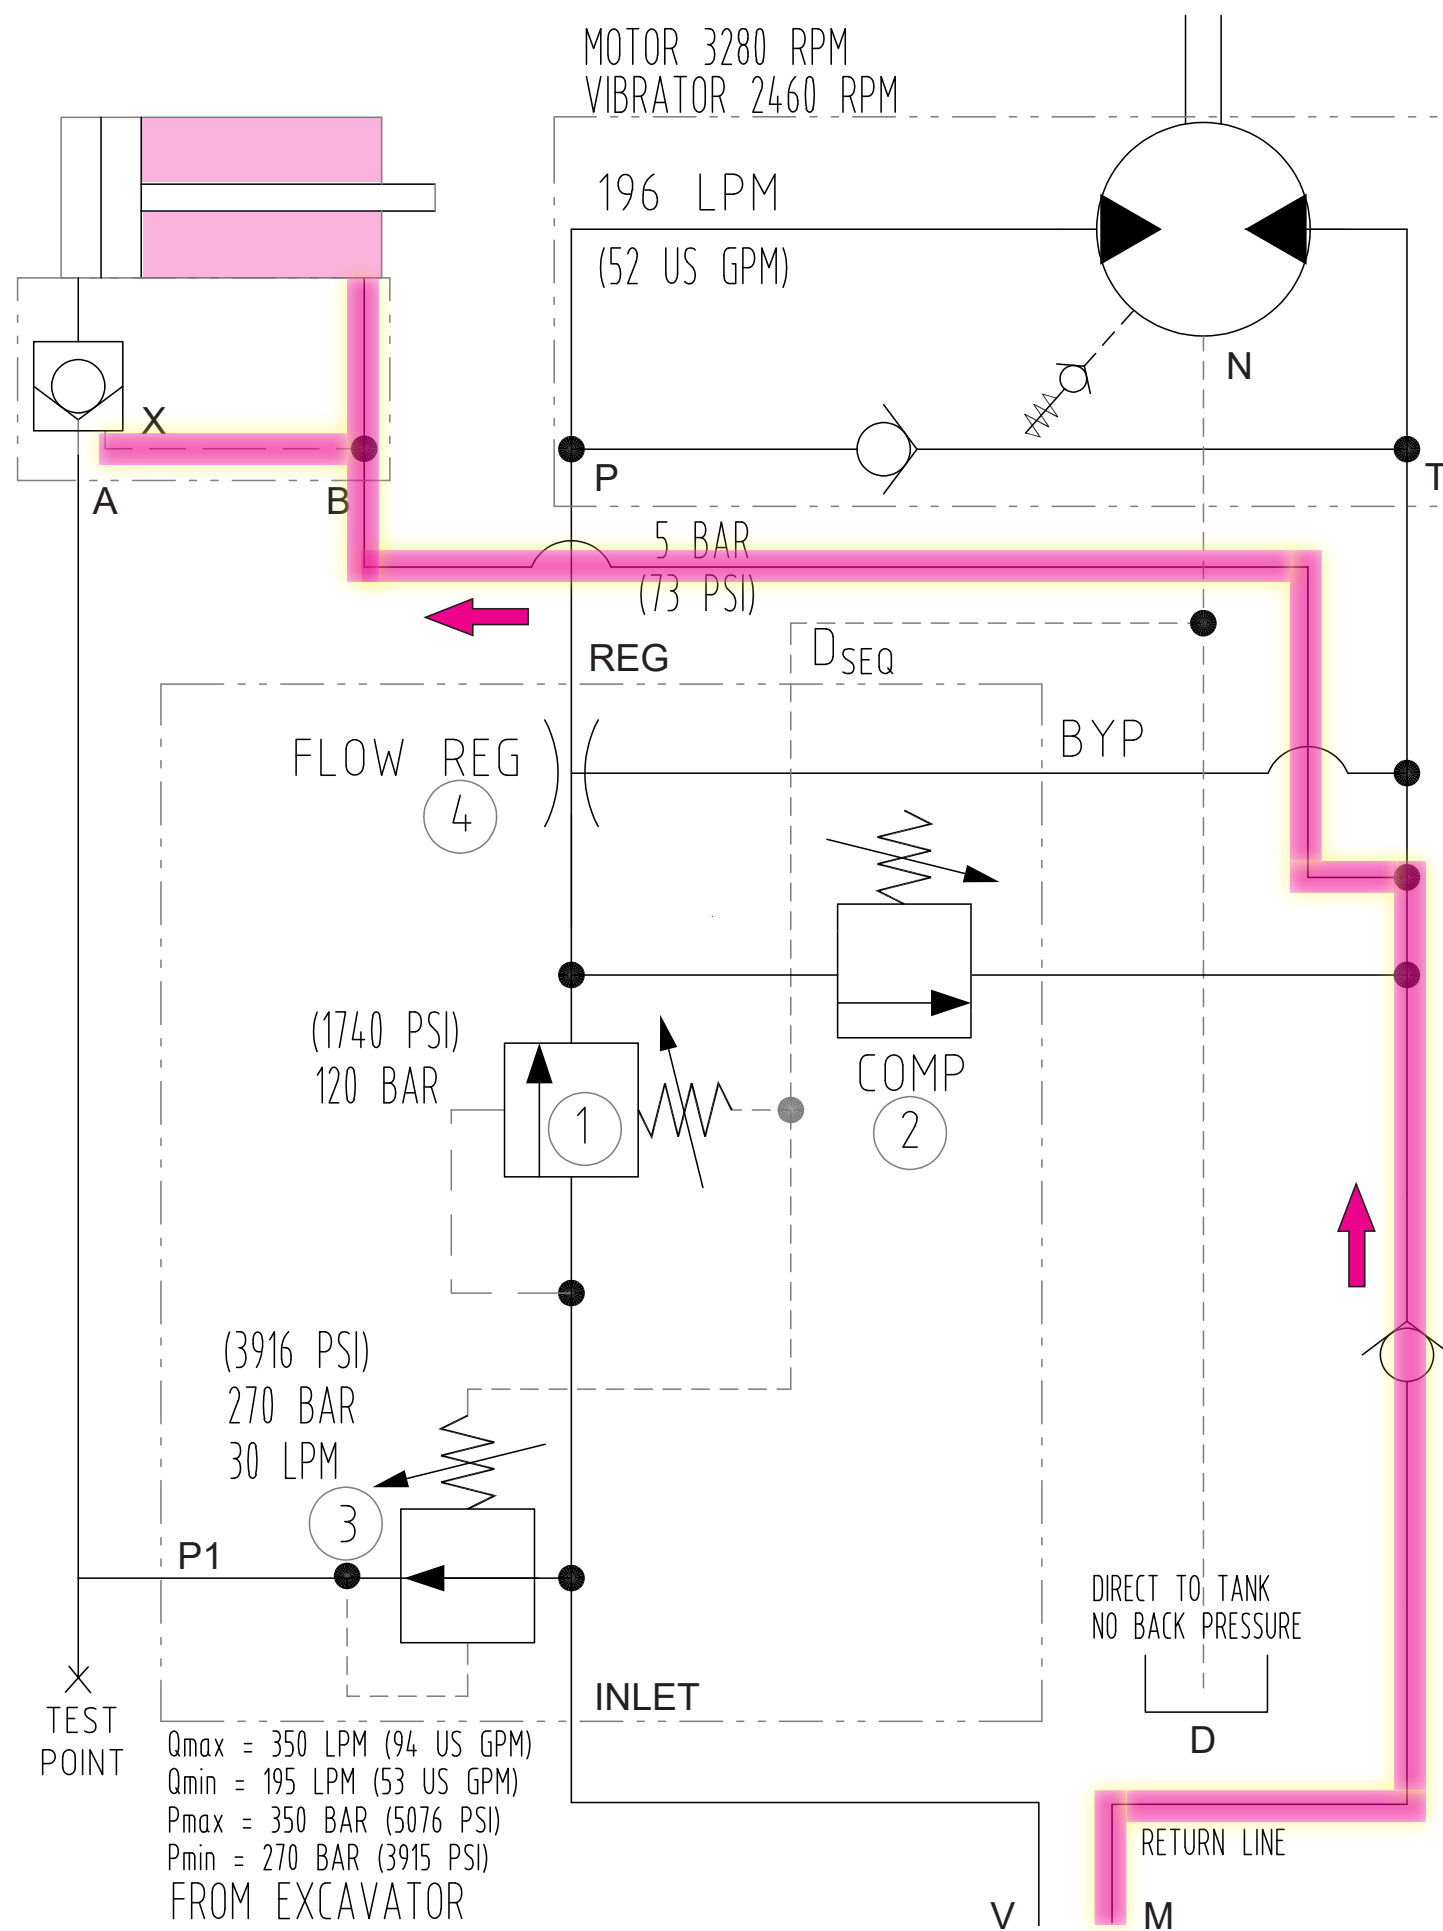 MOTOR 3280 RPM
VIBRATOR 2460 RPM
196 LPM
(52 US GPM)
N
X
A
B
P
T
5 BAR
(73 PSI)
REG
DSEQ
FLOW REG
4
BYP
(1740 PSI)
120 BAR
1
COMP
2
(3916 PSI)
270 BAR
30 LPM
3
P1
DIRECT TO TANK
NO BACK PRESSURE
D
INLET
TEST
POINT
Qmax = 350 LPM (94 US GPM)
Qmin = 195 LPM (53 US GPM)
Pmax = 350 BAR (5076 PSI)
Pmin = 270 BAR (3915 PSI)
FROM EXCAVATOR
RETURN LINE
V
M